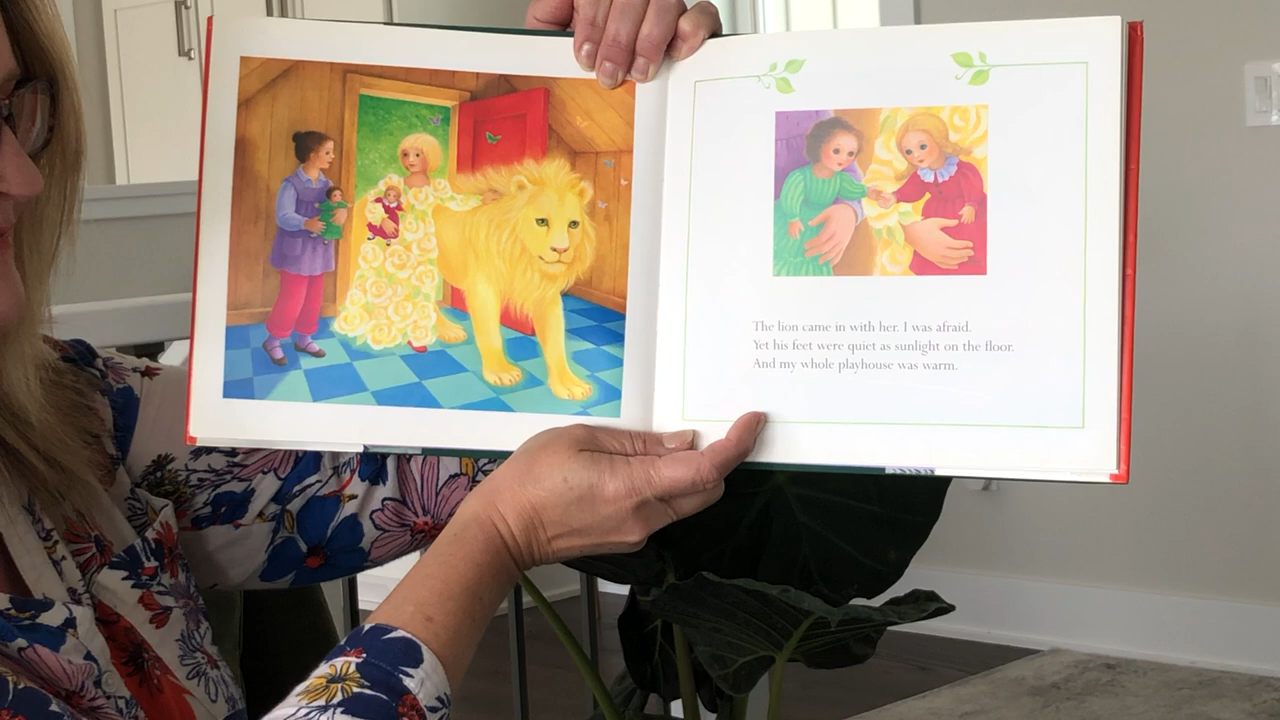 The lion came in with her. I was afraid.
Yet his feet were quiet as sunlight on the floor.
And my whole playhouse was warm.